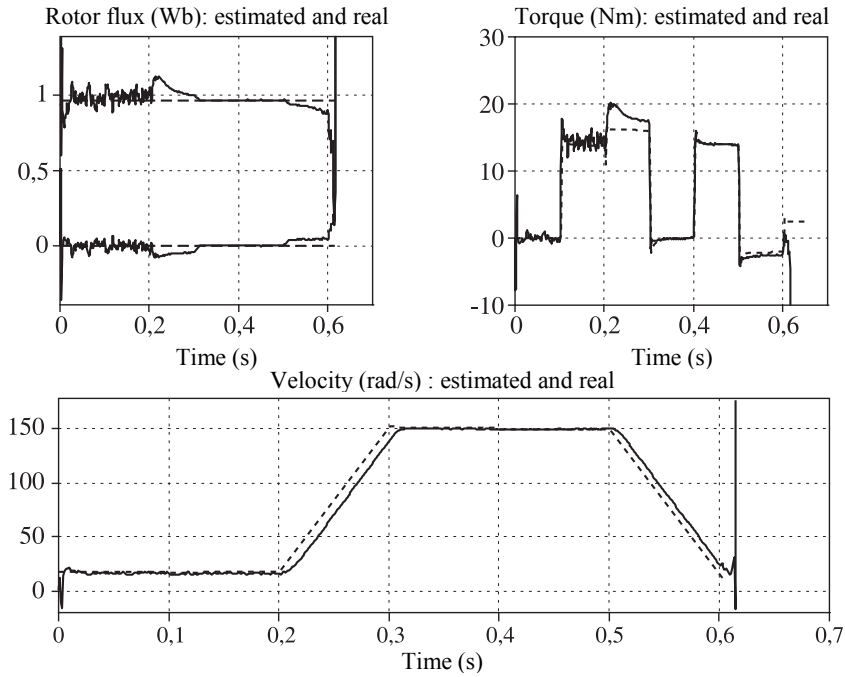 Rotor flux (Wb): estimated and real
1
0,5
0
0 0,2 0,4 0,6
Time (s)
Torque (Nm): estimated and real
30
20
10
0
-10
0 0,2 0,4 0,6
Time (s)
Velocity (rad/s) : estimated and real
150
100
50
0
0 0,1 0,2 0,3 0,4 0,5 0,6 0,7
Time (s)